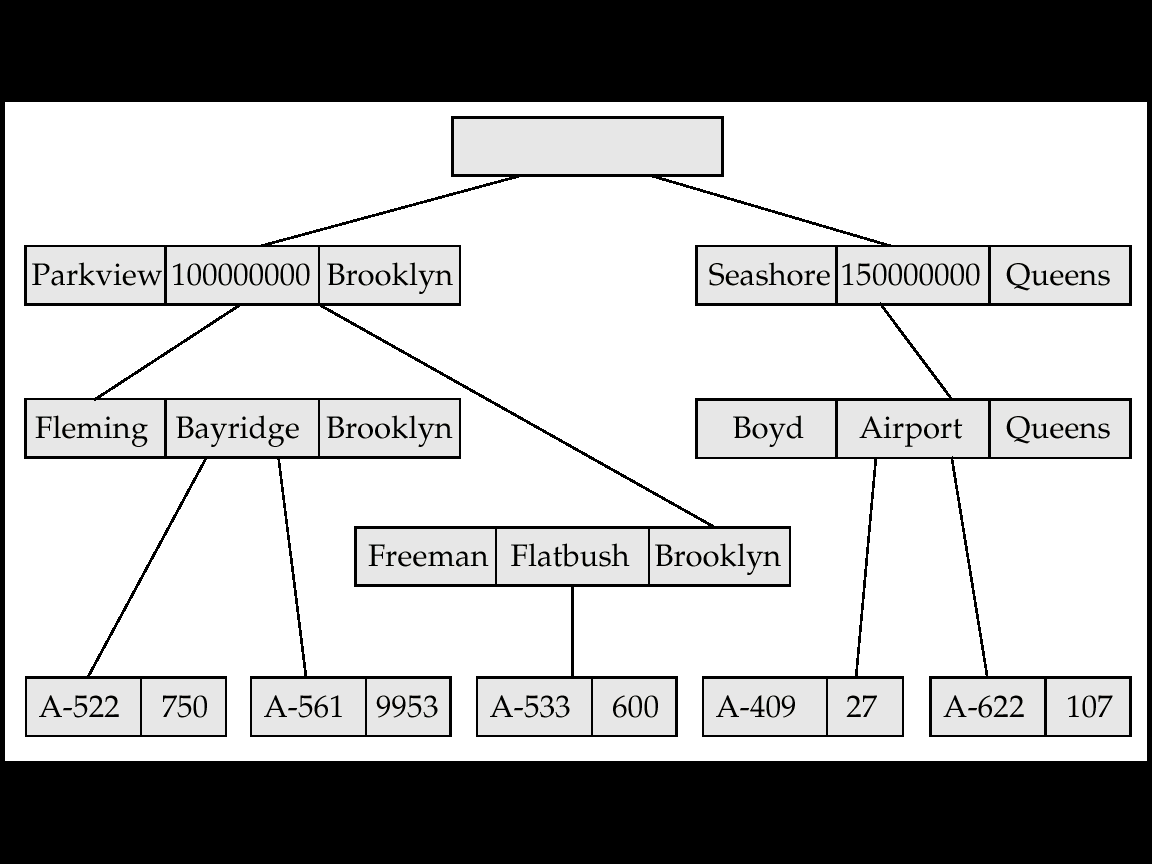 Parkview 100000000 Brooklyn Seashore 150000000 Queens
Fleming Bayridge Brooklyn Boyd Airport Queens
Freeman Flatbush Brooklyn
A-522 750 A-561 9953 A-533 600 A-409 27 A-622 107